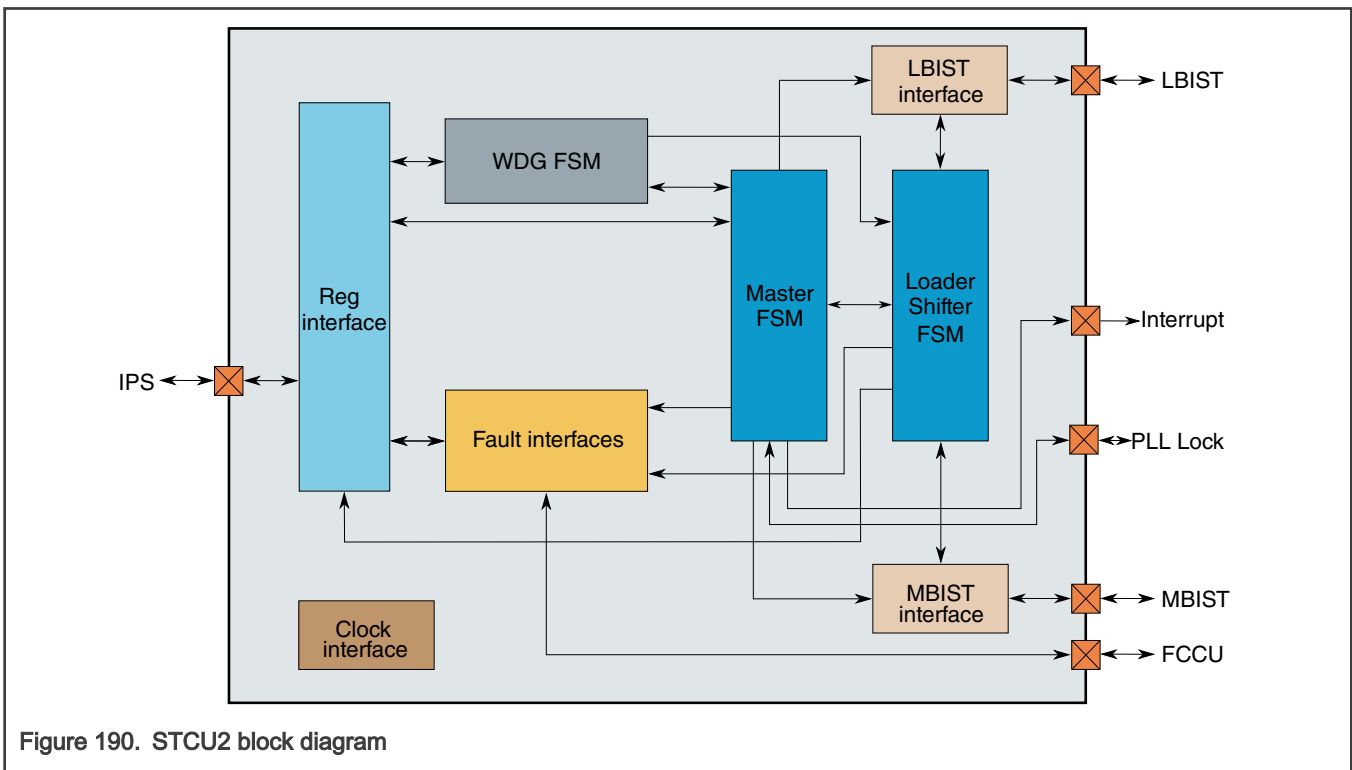 LBIST
interface
LBIST
WDG FSM
Reg
interface
Master
FSM
Loader
Shifter
FSM
Interrupt
IPS
Fault interfaces
PLL Lock
MBIST
interface
MBIST
Clock
interface
FCCU
Figure 190. STCU2 block diagram